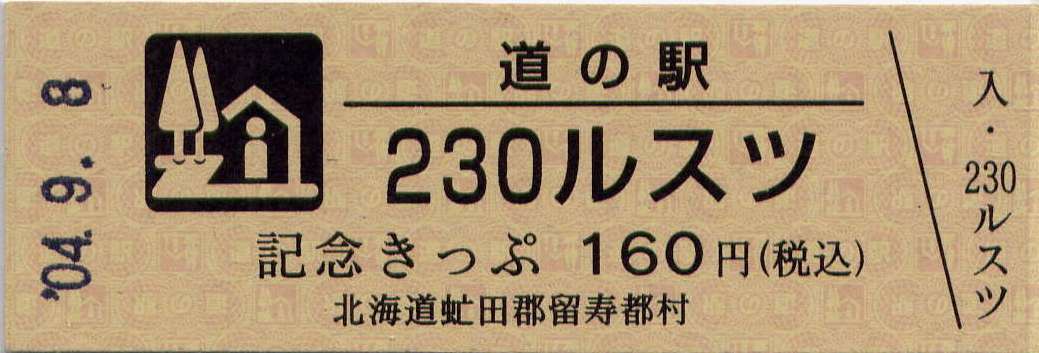 '04.9.8
道の駅
230ルスツ
記念きっぷ 160円(税込)
北海道虻田郡留寿都村
入・230ルスツ